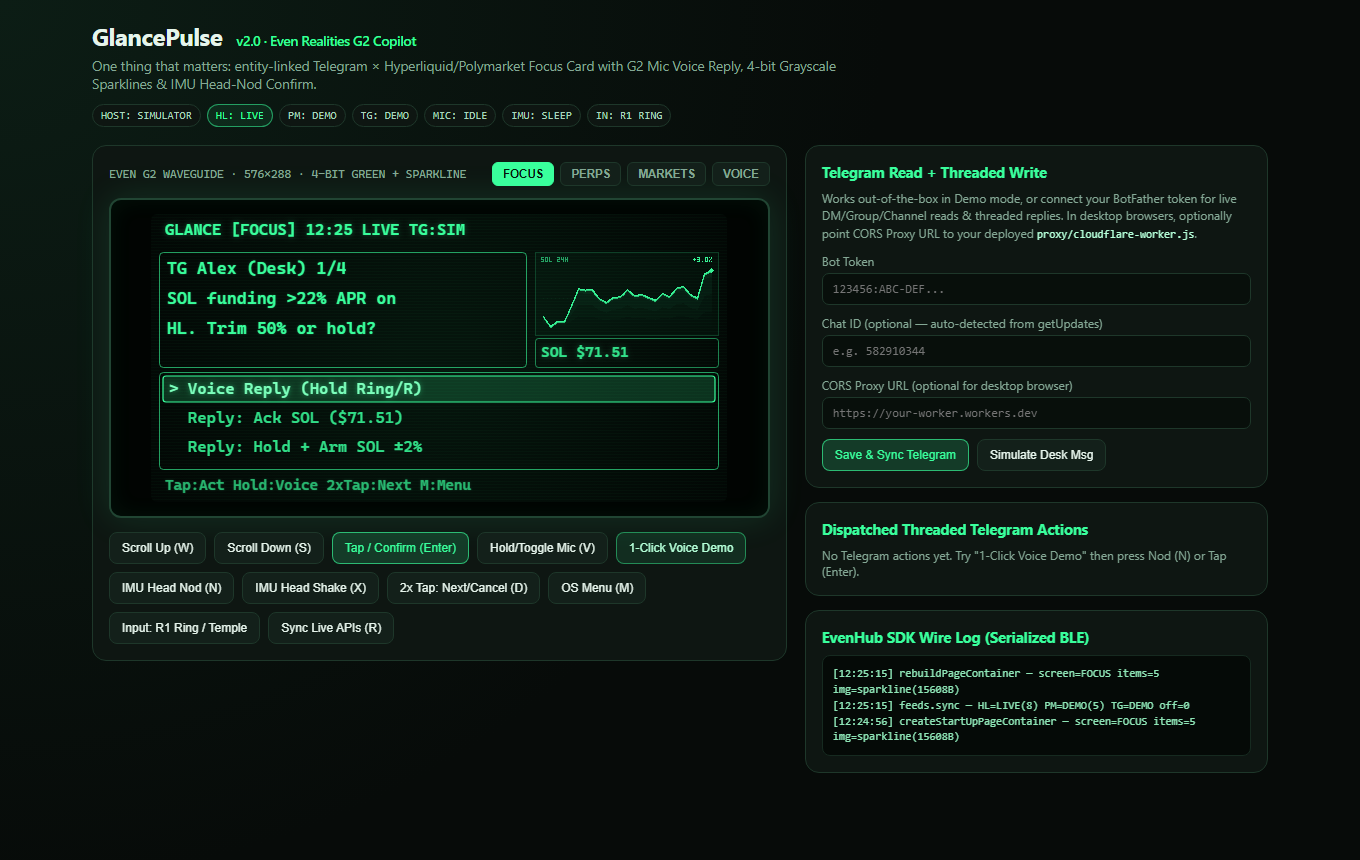 GlancePulse v2.0 · Even Realities G2 Copilot
One thing that matters: entity-linked Telegram × Hyperliquid/Polymarket Focus Card with G2 Mic Voice Reply, 4-bit Grayscale
Sparklines & IMU Head-Nod Confirm.
HOST: SIMULATOR HL: LIVE PM: DEMO TG: DEMO MIC: IDLE IMU: SLEEP IN: R1 RING
EVEN G2 WAVEGUIDE · 576×288 · 4-BIT GREEN + SPARKLINE FOCUS PERPS MARKETS VOICE
GLANCE [FOCUS] 12:25 LIVE TG:SIM
TG Alex (Desk) 1/4
SOL funding >22% APR on
HL. Trim 50% or hold?
SOL 24H +3.0%
SOL $71.51
> Voice Reply (Hold Ring/R)
Reply: Ack SOL ($71.51)
Reply: Hold + Arm SOL ±2%
Tap:Act Hold:Voice 2xTap:Next M:Menu
Scroll Up (W) Scroll Down (S) Tap / Confirm (Enter) Hold/Toggle Mic (V) 1-Click Voice Demo
IMU Head Nod (N) IMU Head Shake (X) 2x Tap: Next/Cancel (D) OS Menu (M)
Input: R1 Ring / Temple Sync Live APIs (R)
Telegram Read + Threaded Write
Works out-of-the-box in Demo mode, or connect your BotFather token for live
DM/Group/Channel reads & threaded replies. In desktop browsers, optionally
point CORS Proxy URL to your deployed proxy/cloudflare-worker.js.
Bot Token
123456:ABC-DEF...
Chat ID (optional — auto-detected from getUpdates)
e.g. 582910344
CORS Proxy URL (optional for desktop browser)
https://your-worker.workers.dev
Save & Sync Telegram Simulate Desk Msg
Dispatched Threaded Telegram Actions
No Telegram actions yet. Try "1-Click Voice Demo" then press Nod (N) or Tap
(Enter).
EvenHub SDK Wire Log (Serialized BLE)
[12:25:15] rebuildPageContainer — screen=FOCUS items=5
img=sparkline(15608B)
[12:25:15] feeds.sync — HL=LIVE(8) PM=DEMO(5) TG=DEMO off=0
[12:24:56] createStartUpPageContainer — screen=FOCUS items=5
img=sparkline(15608B)